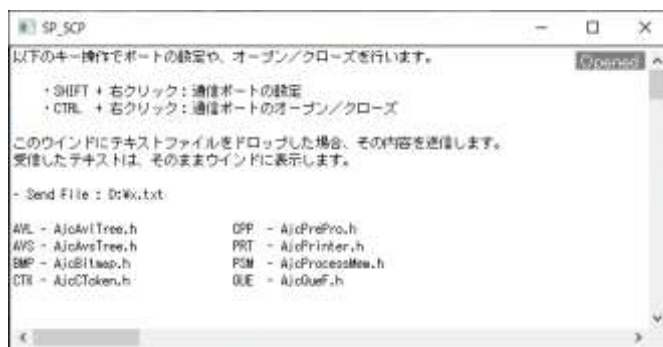 SP_SCP
以下のキー操作でポートの設定や、オープン／クローズを行います。
Opened
・SHIFT + 右クリック：通信ポートの設定
・CTRL + 右クリック：通信ポートのオープン／クローズ
このウインドにテキストファイルをドロップした場合、その内容を送信します。
受信したテキストは、そのままウインドに表示します。
- Send File : D:¥x.txt
AVL - AjcAvlTree.h CPP - AjcPrePro.h
AVS - AjcAvsTree.h PRT - AjcPrinter.h
BMP - AjcBitmap.h PSM - AjcProcessMem.h
CTK - AjcCToken.h QUE - AjcQueF.h